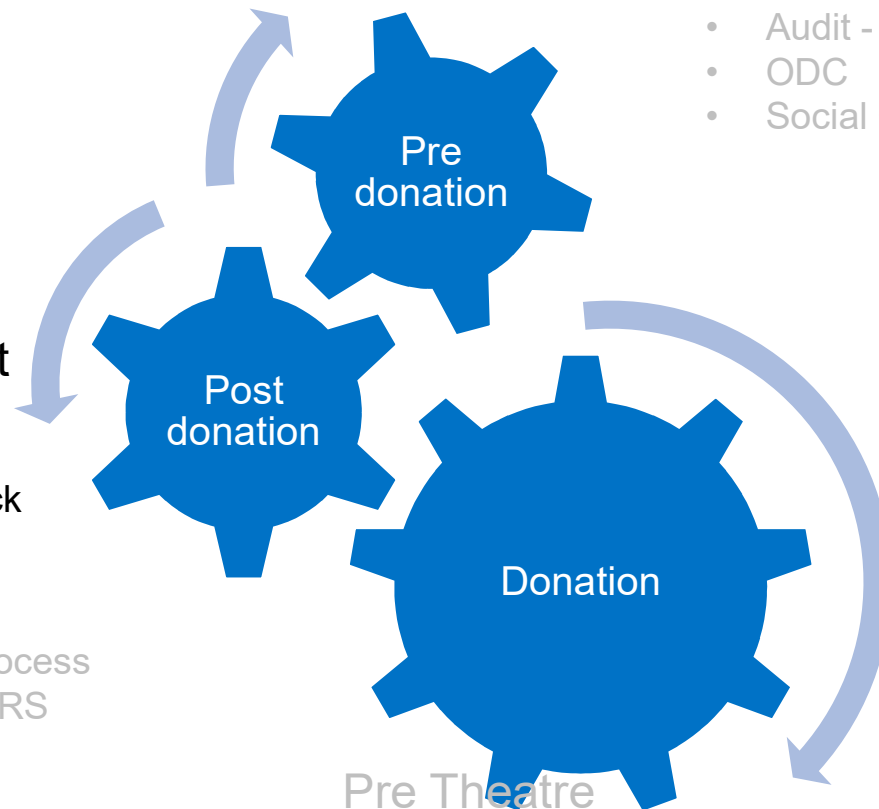 • Audit -
• ODC
• Social
Pre
donation
t
Post
donation
ck
Donation
ocess
RS
Pre Theatre